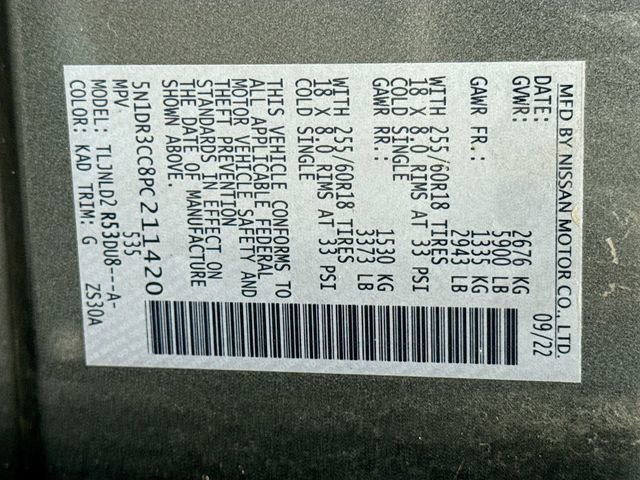 MFD BY NISSAN MOTOR CO., LTD.
DATE: 09/22
GVWR: 2676 KG
5900 LB
GAWR FR: 1335 KG
2943 LB
WITH 255/60R18 TIRES
18 X 8.0 RIMS AT 33 PSI
COLD SINGLE
GAWR RR: 1530 KG
3373 LB
WITH 255/60R18 TIRES
18 X 8.0 RIMS AT 33 PSI
COLD SINGLE
THIS VEHICLE CONFORMS TO
ALL APPLICABLE FEDERAL
MOTOR VEHICLE SAFETY AND
THEFT PREVENTION
STANDARDS IN EFFECT ON
THE DATE OF MANUFACTURE
SHOWN ABOVE.
5N1DR3CC8PC211420
MPV 535
MODEL: TLJNLD2 R53DU8---A-
COLOR: KAD TRIM: G ZS30A